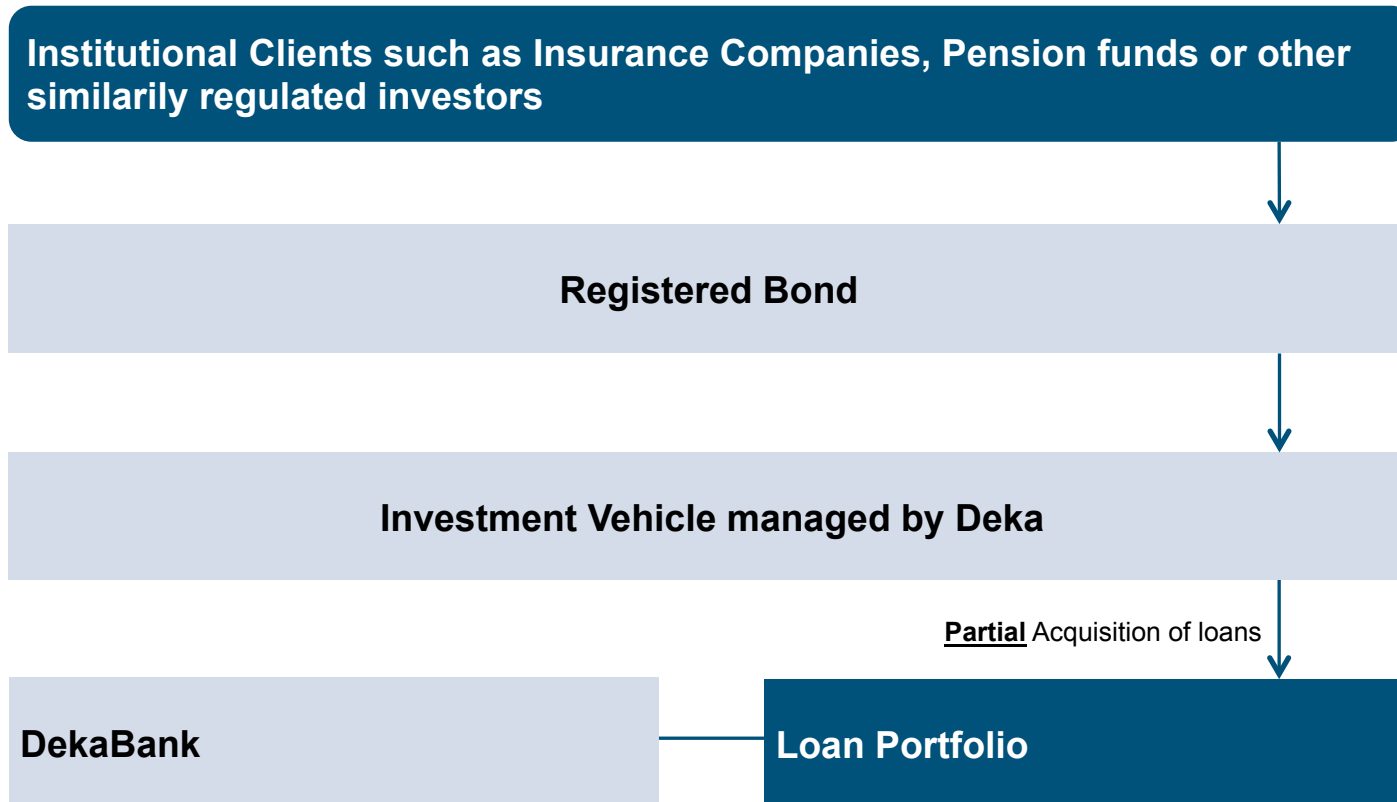 Institutional Clients such as Insurance Companies, Pension funds or other
similarily regulated investors
Registered Bond
Investment Vehicle managed by Deka
Partial Acquisition of loans
DekaBank
Loan Portfolio